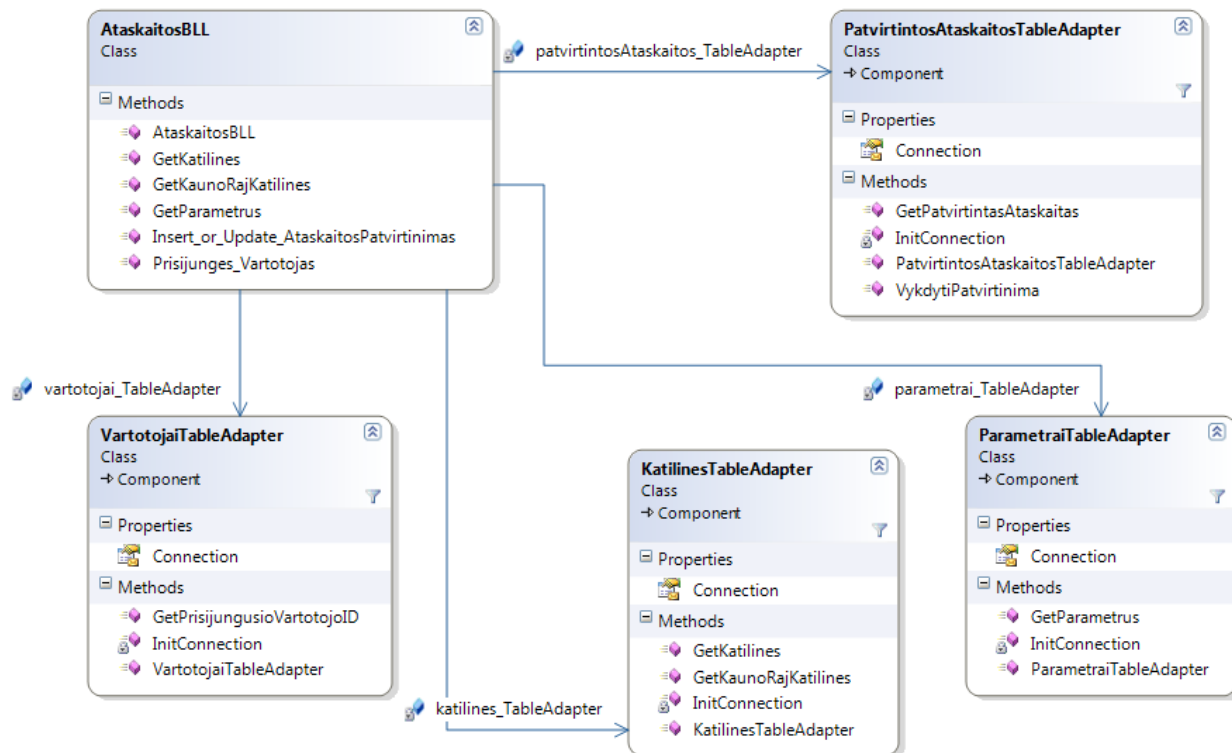 AtaskaitosBLL
Class
Methods
AtaskaitosBLL
GetKatilines
GetKaunoRajKatilines
GetParametrus
Insert_or_Update_AtaskaitosPatvirtinimas
Prisijunges_Vartotojas
patvirtintosAtaskaitos_TableAdapter
PatvirtintosAtaskaitosTableAdapter
Class
Component
Properties
Connection
Methods
GetPatvirtintasAtaskaitas
InitConnection
PatvirtintosAtaskaitosTableAdapter
VykdytiPatvirtinima
vartotojai_TableAdapter
VartotojaiTableAdapter
Class
Component
Properties
Connection
Methods
GetPrisijungusioVartotojoID
InitConnection
VartotojaiTableAdapter
katilines_TableAdapter
KatilinesTableAdapter
Class
Component
Properties
Connection
Methods
GetKatilines
GetKaunoRajKatilines
InitConnection
KatilinesTableAdapter
parametrai_TableAdapter
ParametraiTableAdapter
Class
Component
Properties
Connection
Methods
GetParametrus
InitConnection
ParametraiTableAdapter